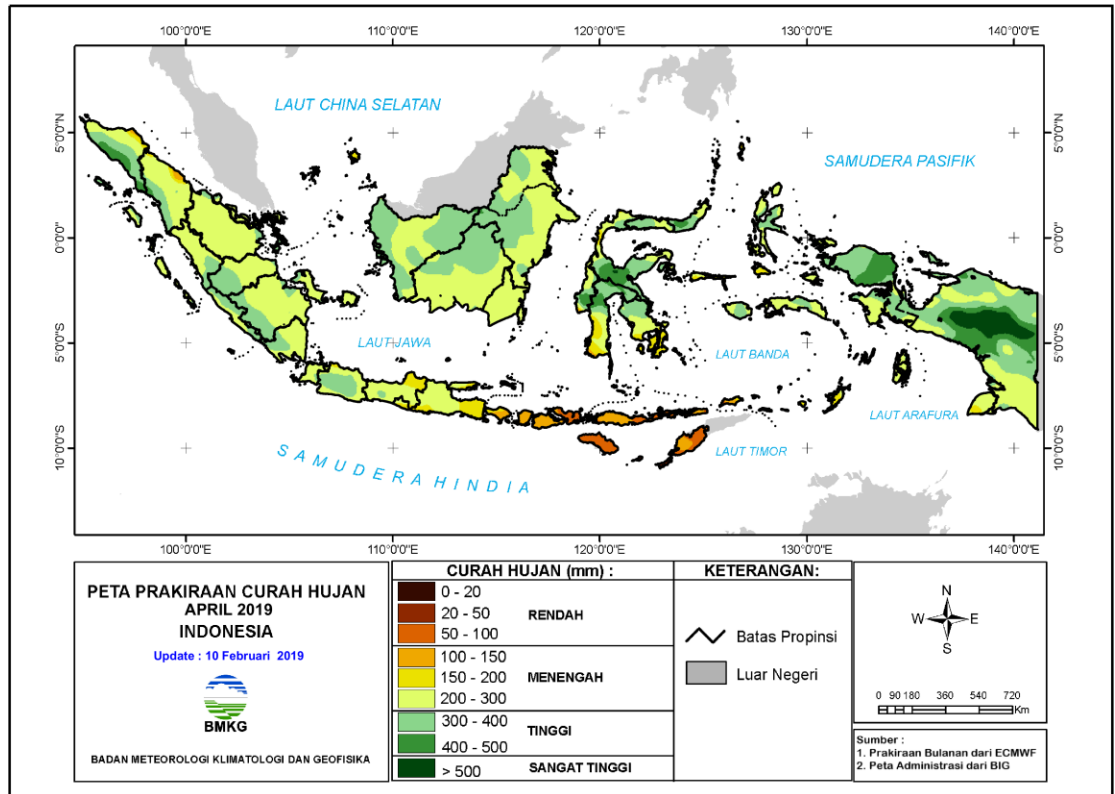 100°0'0"E 110°0'0"E 120°0'0"E 130°0'0"E 140°0'0"E
LAUT CHINA SELATAN
5°0'0"N 5°0'0"N
SAMUDERA PASIFIK
0°0'0" 0°0'0"
5°0'0"S 5°0'0"S
LAUT JAWA
LAUT BANDA
LAUT ARAFURA
10°0'0"S 10°0'0"S
LAUT TIMOR
SAMUDERA HINDIA
100°0'0"E 110°0'0"E 120°0'0"E 130°0'0"E 140°0'0"E
PETA PRAKIRAAN CURAH HUJAN
APRIL 2019
INDONESIA
Update : 10 Februari 2019
BMKG
BADAN METEOROLOGI KLIMATOLOGI DAN GEOFISIKA
CURAH HUJAN (mm) :
0 - 20
20 - 50 RENDAH
50 - 100
100 - 150
150 - 200 MENENGAH
200 - 300
300 - 400 TINGGI
400 - 500
> 500 SANGAT TINGGI
KETERANGAN:
Batas Propinsi
Luar Negeri
N
W E
S
0 90 180 360 540 720
Km
Sumber :
1. Prakiraan Bulanan dari ECMWF
2. Peta Administrasi dari BIG